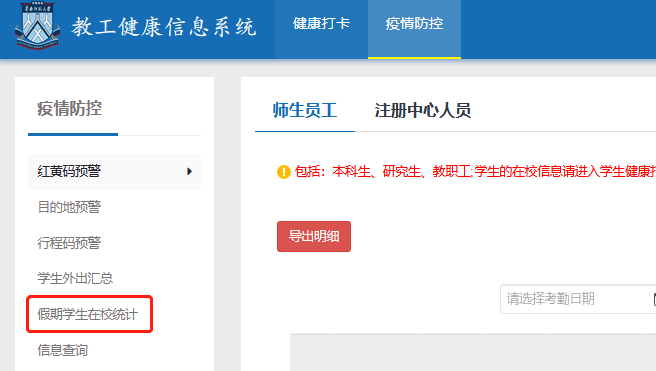 教工健康信息系统
健康打卡
疫情防控
疫情防控
红黄码预警
目的地预警
行程码预警
学生外出汇总
假期学生在校统计
信息查询
师生员工
注册中心人员
包括：本科生、研究生、教职工;学生的在校信息请进入学生健康
导出明细
请选择考勤日期